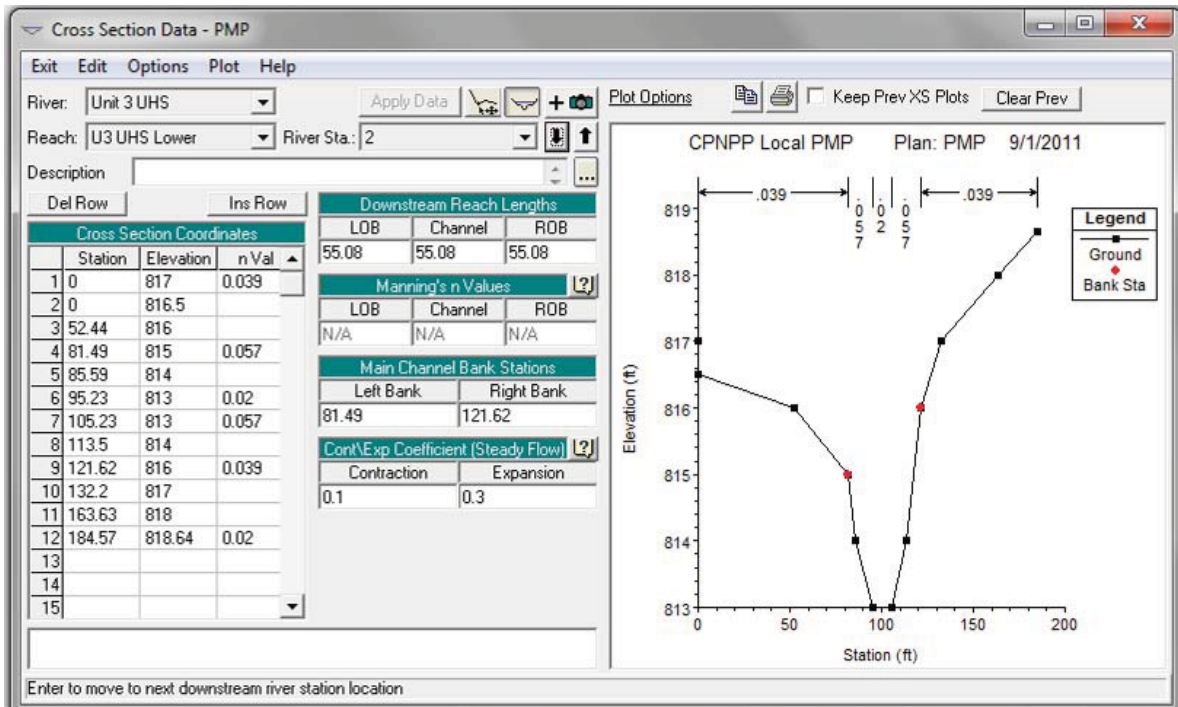 Cross Section Data - PMP
Exit Edit Options Plot Help
River: Unit 3 UHS Apply Data
Plot Options Keep Prev XS Plots Clear Prev
Reach: U3 UHS Lower River Sta.: 2
Description ...
Del Row Ins Row
Cross Section Coordinates
Station Elevation n Val
1 0 817 0.039
2 0 816.5
3 52.44 816
4 81.49 815 0.057
5 85.59 814
6 95.23 813 0.02
7 105.23 813 0.057
8 113.5 814
9 121.62 816 0.039
10 132.2 817
11 163.63 818
12 184.57 818.64 0.02
13
14
15
Downstream Reach Lengths
LOB Channel ROB
55.08 55.08 55.08
Manning's n Values
LOB Channel ROB
N/A N/A N/A
Main Channel Bank Stations
Left Bank Right Bank
81.49 121.62
Cont\Exp Coefficient (Steady Flow)
Contraction Expansion
0.1 0.3
CPNPP Local PMP Plan: PMP 9/1/2011
.039 .057 .02 .057 .039
Legend
Ground
Bank Sta
819
818
817
816
815
814
813
Elevation (ft)
0 50 100 150 200
Station (ft)
Enter to move to next downstream river station location